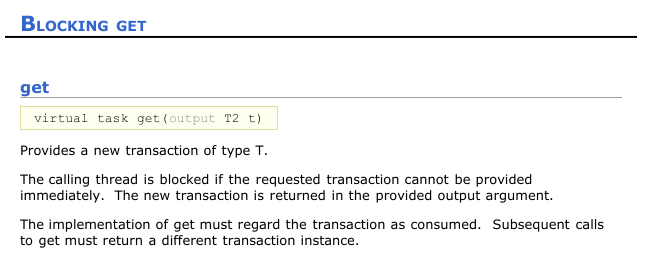 BLOCKING GET
get
virtual task get(output T2 t)
Provides a new transaction of type T.
The calling thread is blocked if the requested transaction cannot be provided
immediately.  The new transaction is returned in the provided output argument.
The implementation of get must regard the transaction as consumed.  Subsequent calls
to get must return a different transaction instance.